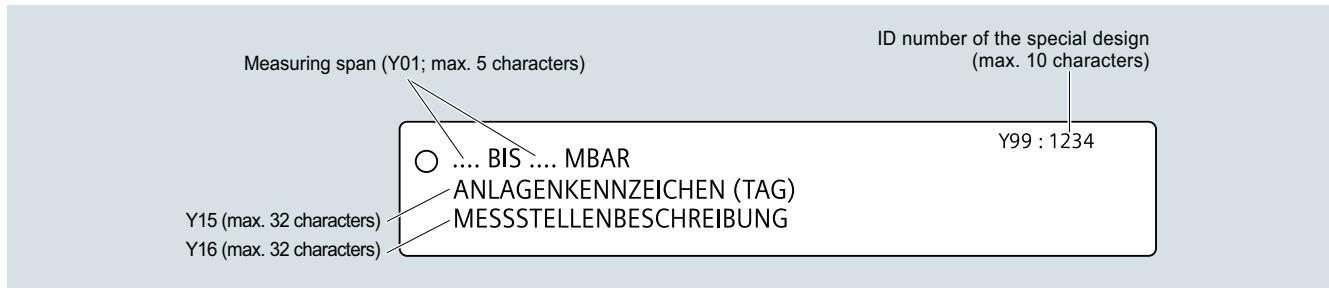 ID number of the special design
(max. 10 characters)
Measuring span (Y01; max. 5 characters)
Y99 : 1234
.... BIS .... MBAR
ANLAGENKENNZEICHEN (TAG)
MESSSTELLENBESCHREIBUNG
Y15 (max. 32 characters)
Y16 (max. 32 characters)